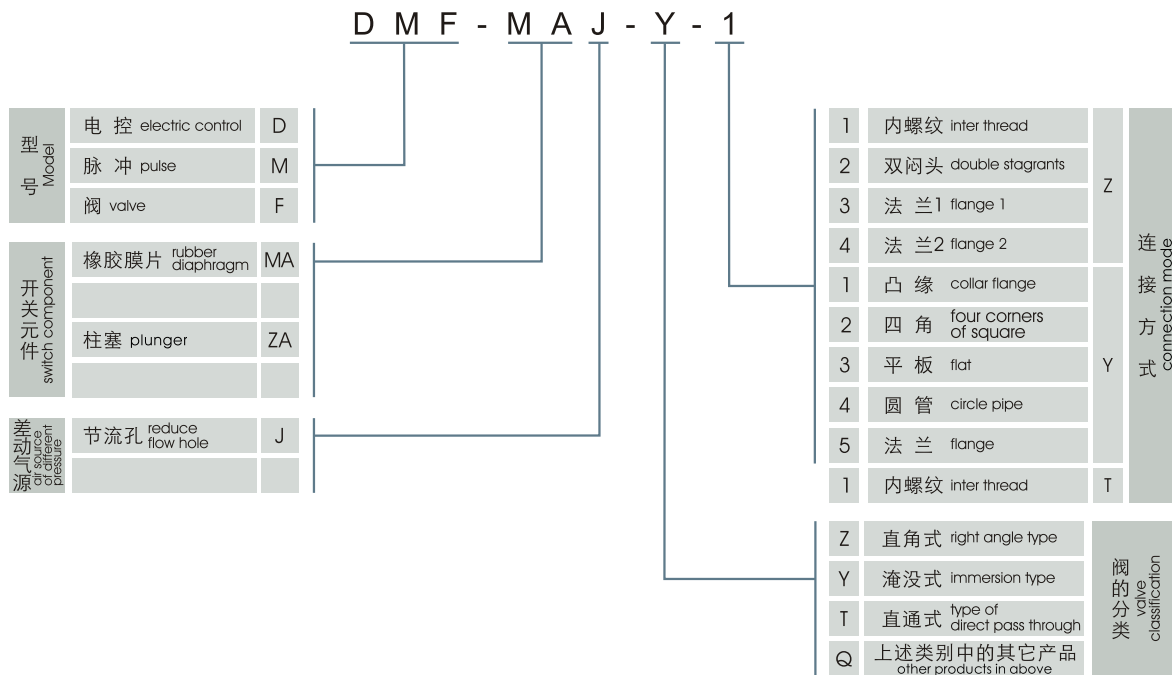 DMF-MAJ-Y-1
型号 Model
电控 electric control D
脉冲 pulse M
阀 valve F
开关元件 switch component
橡胶膜片 rubber diaphragm MA
柱塞 plunger ZA
差动气源 air source of different pressure
节流孔 reduce flow hole J
1 内螺纹 inter thread
2 双闷头 double stagrants
3 法兰1 flange 1
4 法兰2 flange 2
Z
1 凸缘 collar flange
2 四角 four corners of square
3 平板 flat
4 圆管 circle pipe
5 法兰 flange
Y
1 内螺纹 inter thread T
连接方式 connection mode
Z 直角式 right angle type
Y 淹没式 immersion type
T 直通式 type of direct pass through
Q 上述类别中的其它产品 other products in above
阀的分类 valve classification